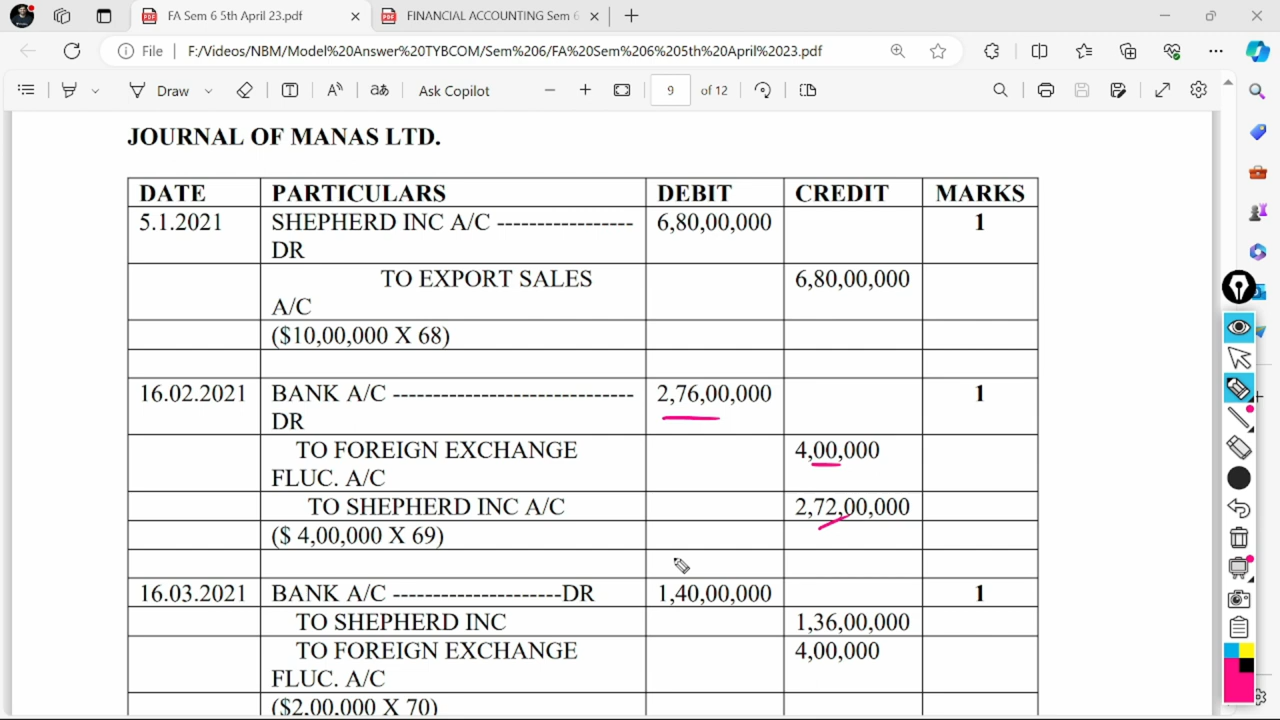 FA Sem 6 5th April 23.pdf
FINANCIAL ACCOUNTING Sem 6
File
F:/Videos/NBM/Model%20Answer%20TYBCOM/Sem%206/FA%20Sem%206%205th%20April%2023.pdf
Draw
Ask Copilot
9 of 12
JOURNAL OF MANAS LTD.
DATE PARTICULARS DEBIT CREDIT MARKS
5.1.2021 SHEPHERD INC A/C ----------------- 6,80,00,000 1
DR
TO EXPORT SALES 6,80,00,000
A/C
($10,00,000 X 68)
16.02.2021 BANK A/C ------------------------------ 2,76,00,000 1
DR
TO FOREIGN EXCHANGE 4,00,000
FLUC. A/C
TO SHEPHERD INC A/C 2,72,00,000
($ 4,00,000 X 69)
16.03.2021 BANK A/C ---------------------DR 1,40,00,000 1
TO SHEPHERD INC 1,36,00,000
TO FOREIGN EXCHANGE 4,00,000
FLUC. A/C
($2,00,000 X 70)